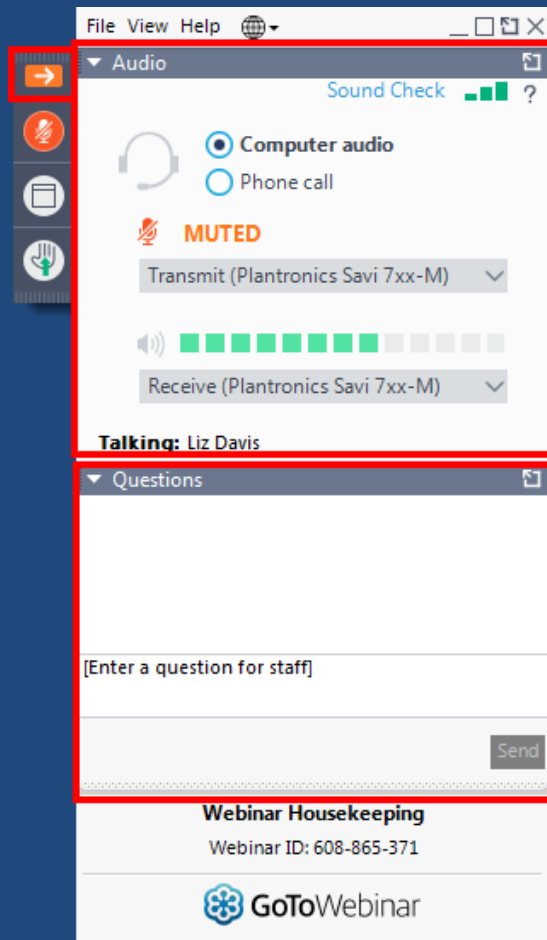 File View Help
Audio
Sound Check ?
Computer audio
Phone call
MUTED
Transmit (Plantronics Savi 7xx-M)
Receive (Plantronics Savi 7xx-M)
Talking: Liz Davis
Questions
[Enter a question for staff]
Send
Webinar Housekeeping
Webinar ID: 608-865-371
GoToWebinar